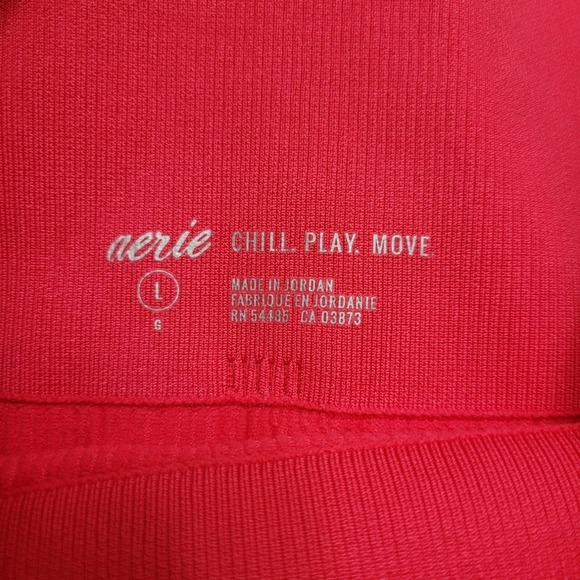 aerie CHILL. PLAY. MOVE.
L
G
MADE IN JORDAN
FABRIQUE EN JORDANIE
RN 54485 CA 03873